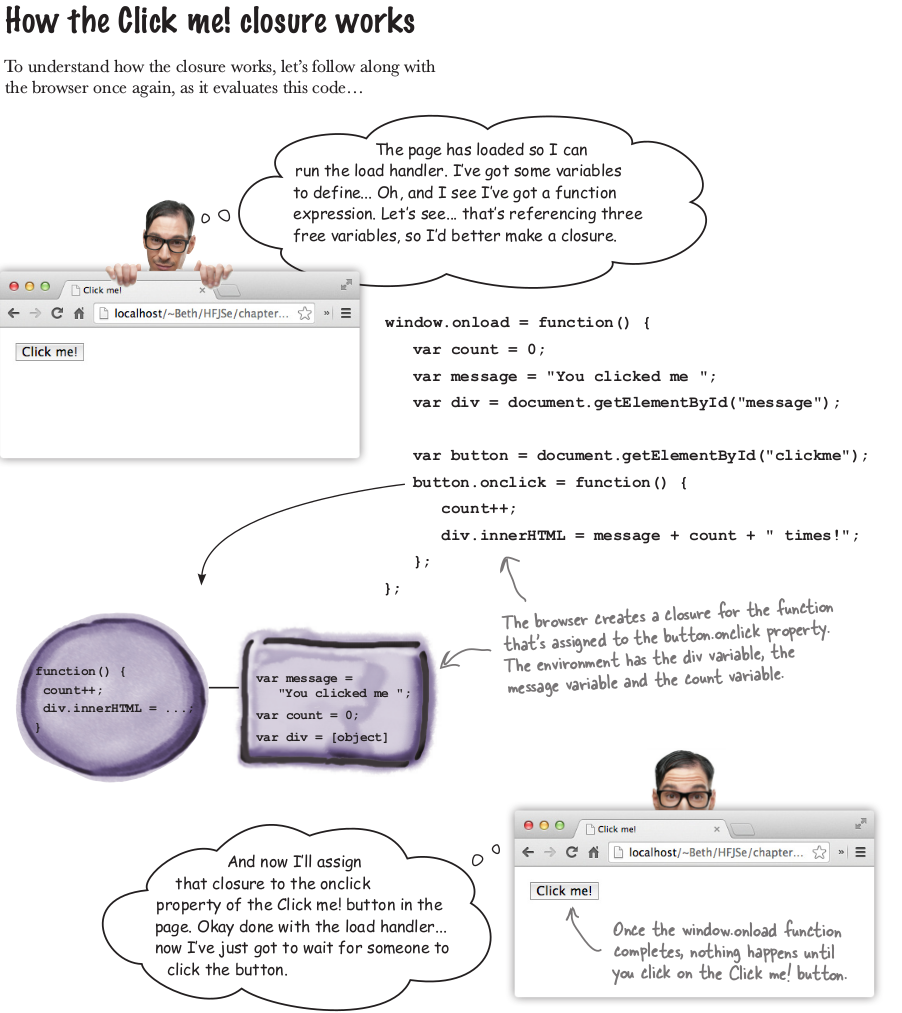 How the Click me! closure works
To understand how the closure works, let's follow along with
the browser once again, as it evaluates this code…
The page has loaded so I can
run the load handler. I've got some variables
to define... Oh, and I see I've got a function
expression. Let's see... that's referencing three
free variables, so I'd better make a closure.
Click me!
localhost/~Beth/HFJSe/chapter...
Click me!
window.onload = function() {
var count = 0;
var message = "You clicked me ";
var div = document.getElementById("message");
var button = document.getElementById("clickme");
button.onclick = function() {
count++;
div.innerHTML = message + count + " times!";
};
};
The browser creates a closure for the function
that's assigned to the button.onclick property.
The environment has the div variable, the
message variable and the count variable.
function() {
count++;
div.innerHTML = ...;
}
var message =
"You clicked me ";
var count = 0;
var div = [object]
And now I'll assign
that closure to the onclick
property of the Click me! button in the
page. Okay done with the load handler...
now I've just got to wait for someone to
click the button.
Click me!
localhost/~Beth/HFJSe/chapter...
Click me!
Once the window.onload function
completes, nothing happens until
you click on the Click me! button.